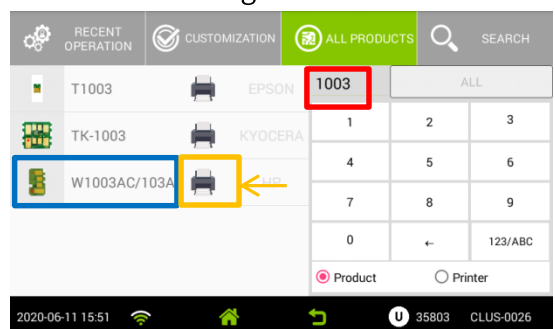 RECENT
OPERATION
CUSTOMIZATION
ALL PRODUCTS
SEARCH
T1003
EPSON
1003
ALL
TK-1003
KYOCERA
1
2
3
W1003AC/103A
HP
4
5
6
7
8
9
0
←
123/ABC
Product
Printer
2020-06-11 15:51
U
35803
CLUS-0026